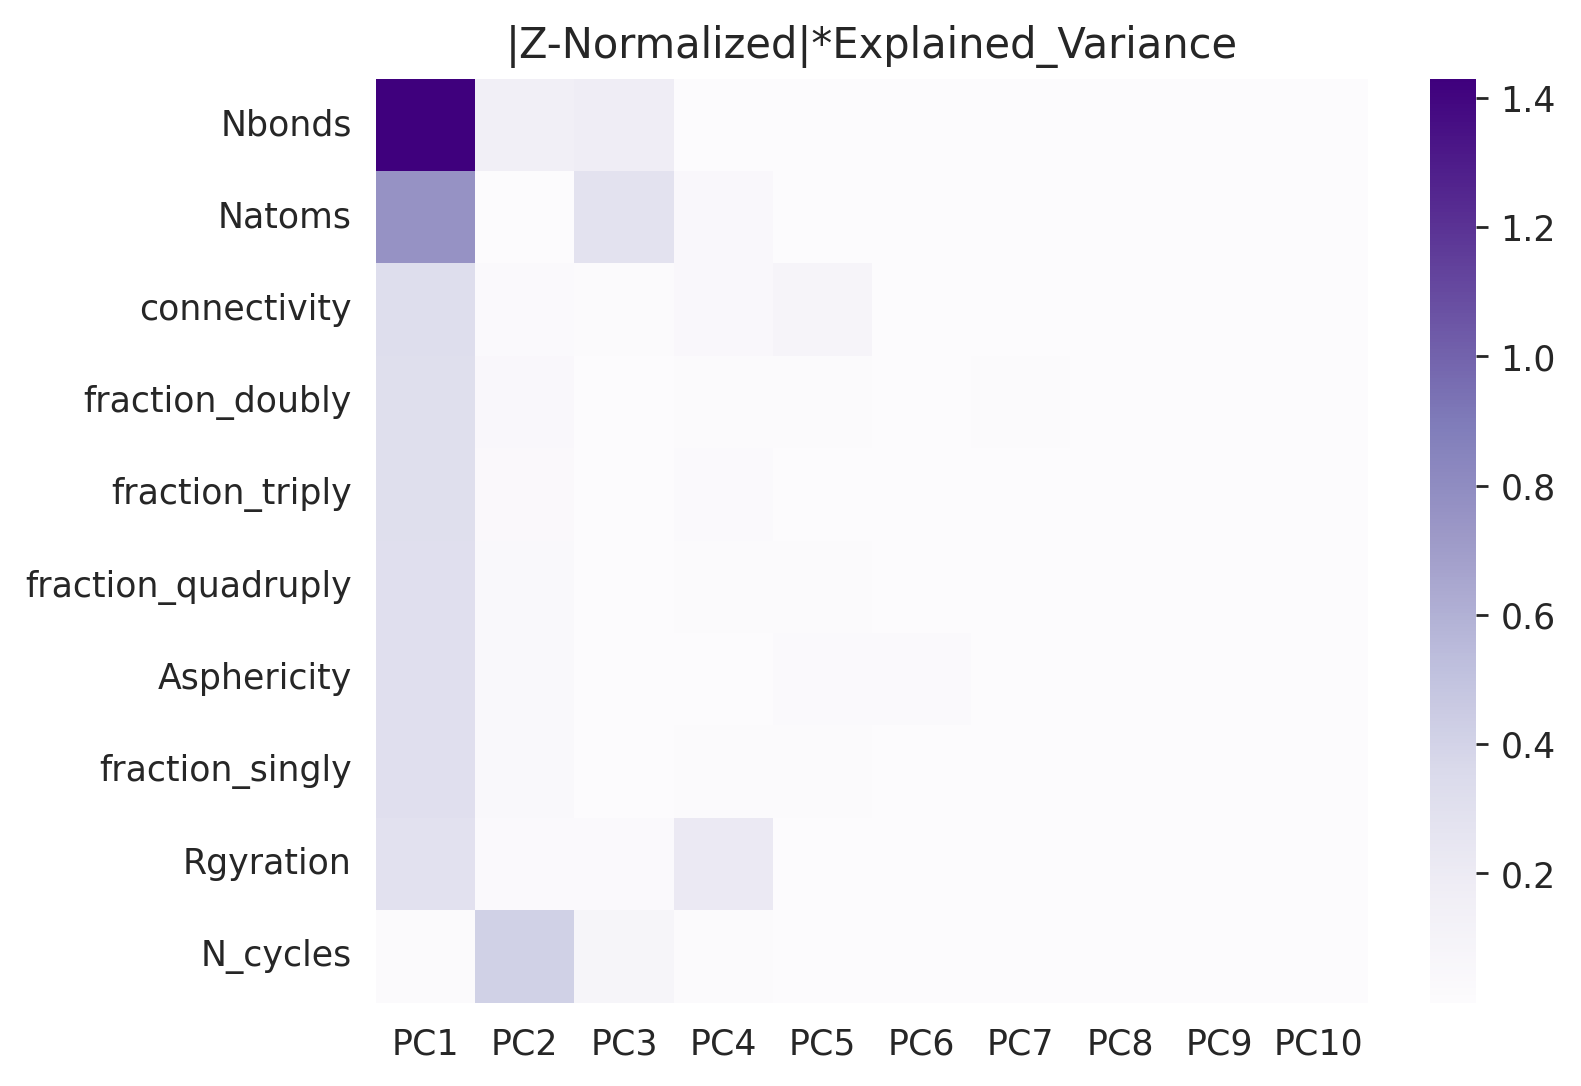 |Z-Normalized|*Explained_Variance
Nbonds
Natoms
connectivity
fraction_doubly
fraction_triply
fraction_quadruply
Asphericity
fraction_singly
Rgyration
N_cycles
PC1 PC2 PC3 PC4 PC5 PC6 PC7 PC8 PC9 PC10
1.4
1.2
1.0
0.8
0.6
0.4
0.2